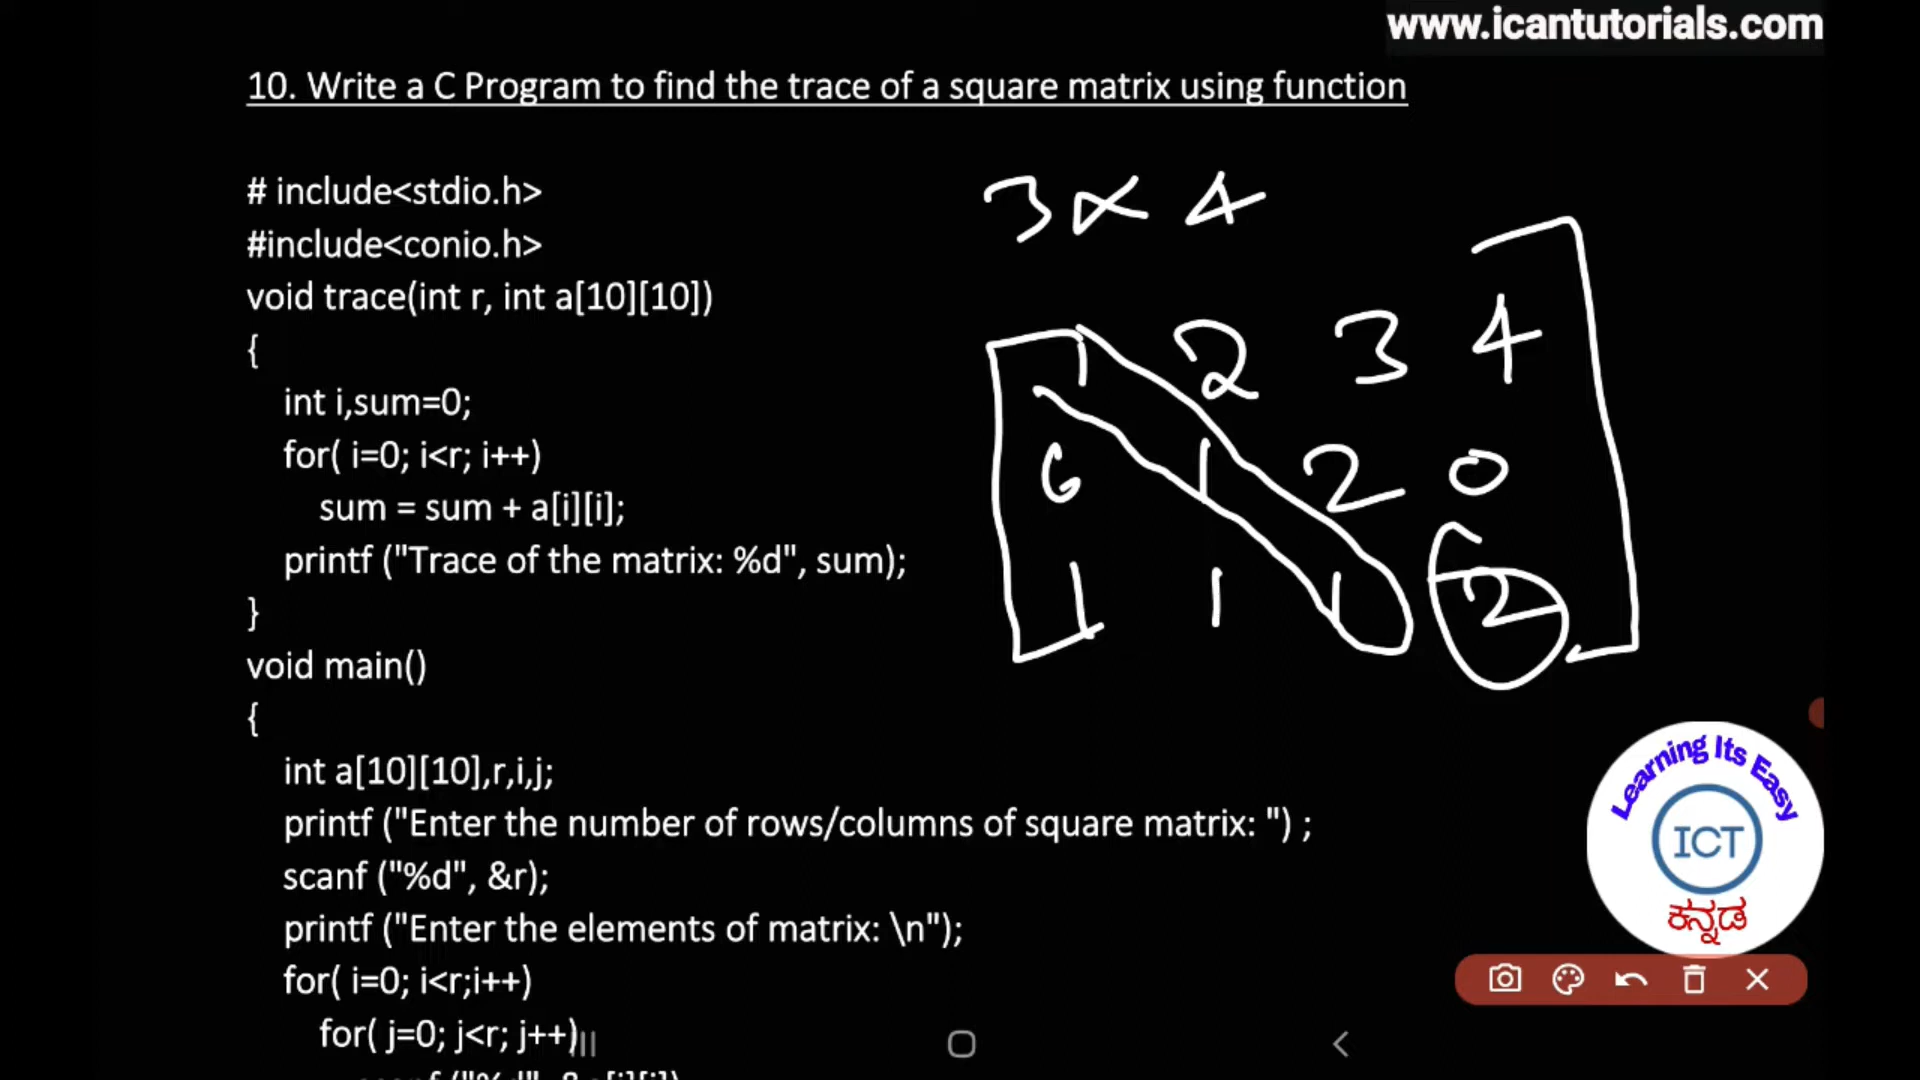 www.icantutorials.com
10. Write a C Program to find the trace of a square matrix using function
# include<stdio.h>
#include<conio.h>
void trace(int r, int a[10][10])
{
int i,sum=0;
for( i=0; i<r; i++)
sum = sum + a[i][i];
printf ("Trace of the matrix: %d", sum);
}
void main()
{
int a[10][10],r,i,j;
printf ("Enter the number of rows/columns of square matrix: ") ;
scanf ("%d", &r);
printf ("Enter the elements of matrix: \n");
for( i=0; i<r;i++)
for( j=0; j<r; j++)
3 x 4
1 2 3 4
6 1 2 0
1 1 1 2
Learning Its Easy
ICT
ಕನ್ನಡ